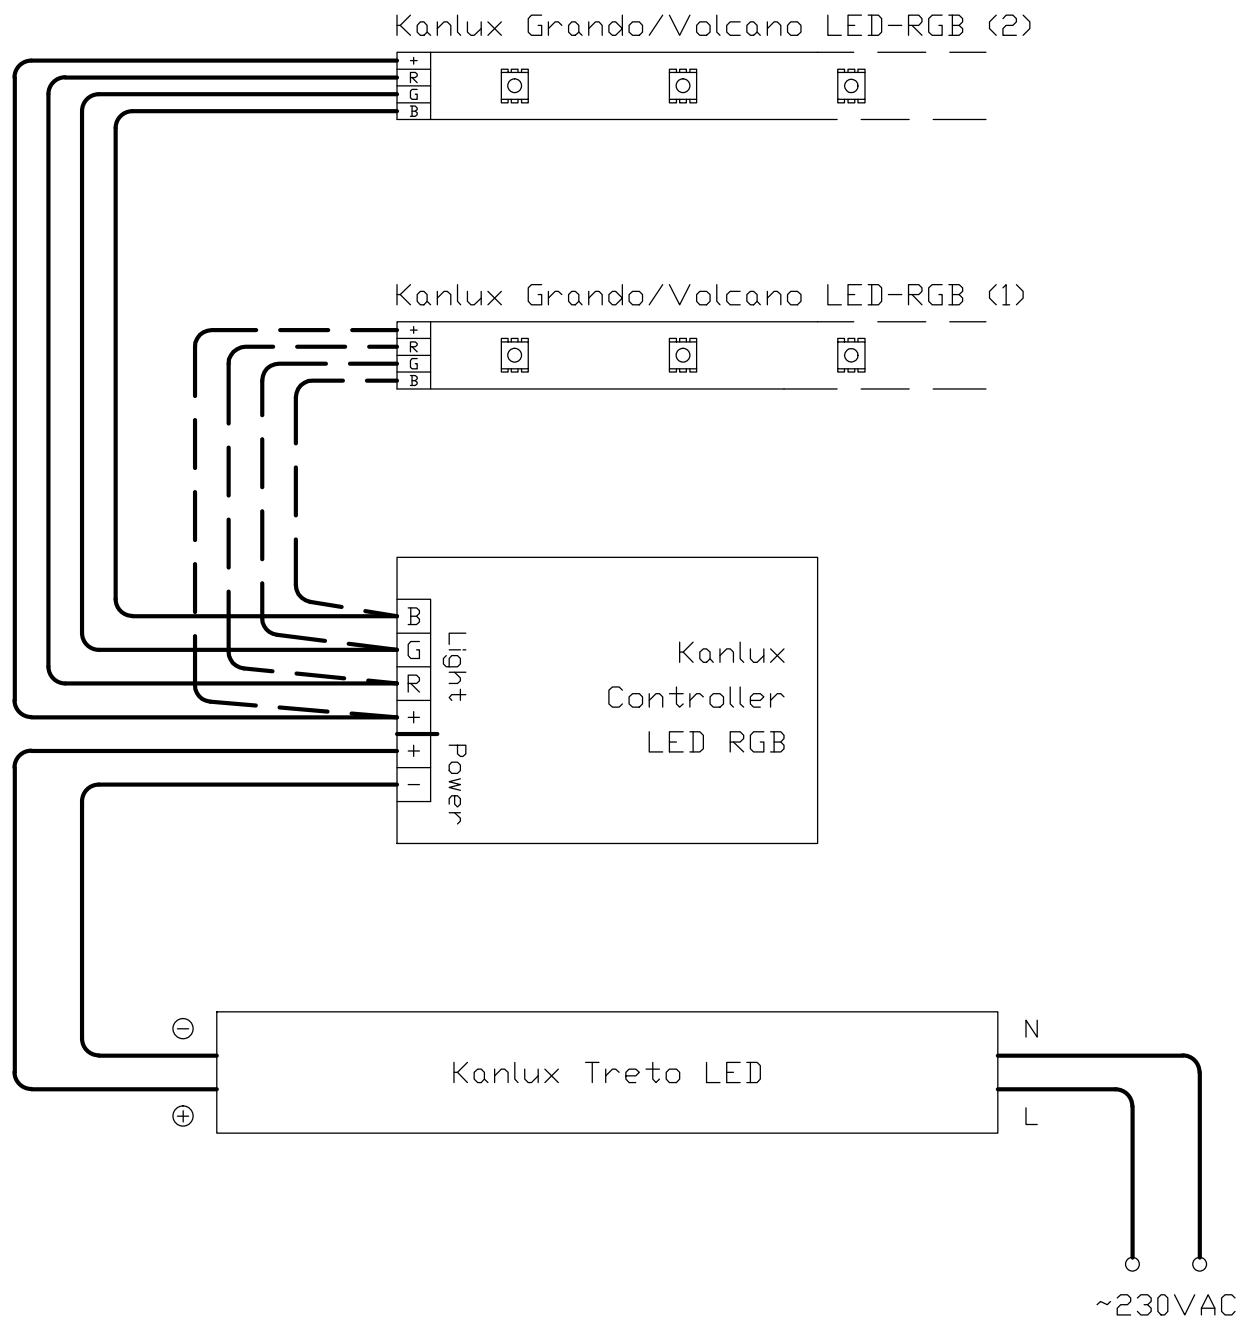 Kanlux Grando/Volcano LED-RGB (2)
+
R
G
B
Kanlux Grando/Volcano LED-RGB (1)
+
R
G
B
B
G
R
+
+
-
Light
Power
Kanlux
Controller
LED RGB
-
+
Kanlux Treto LED
N
L
~230VAC